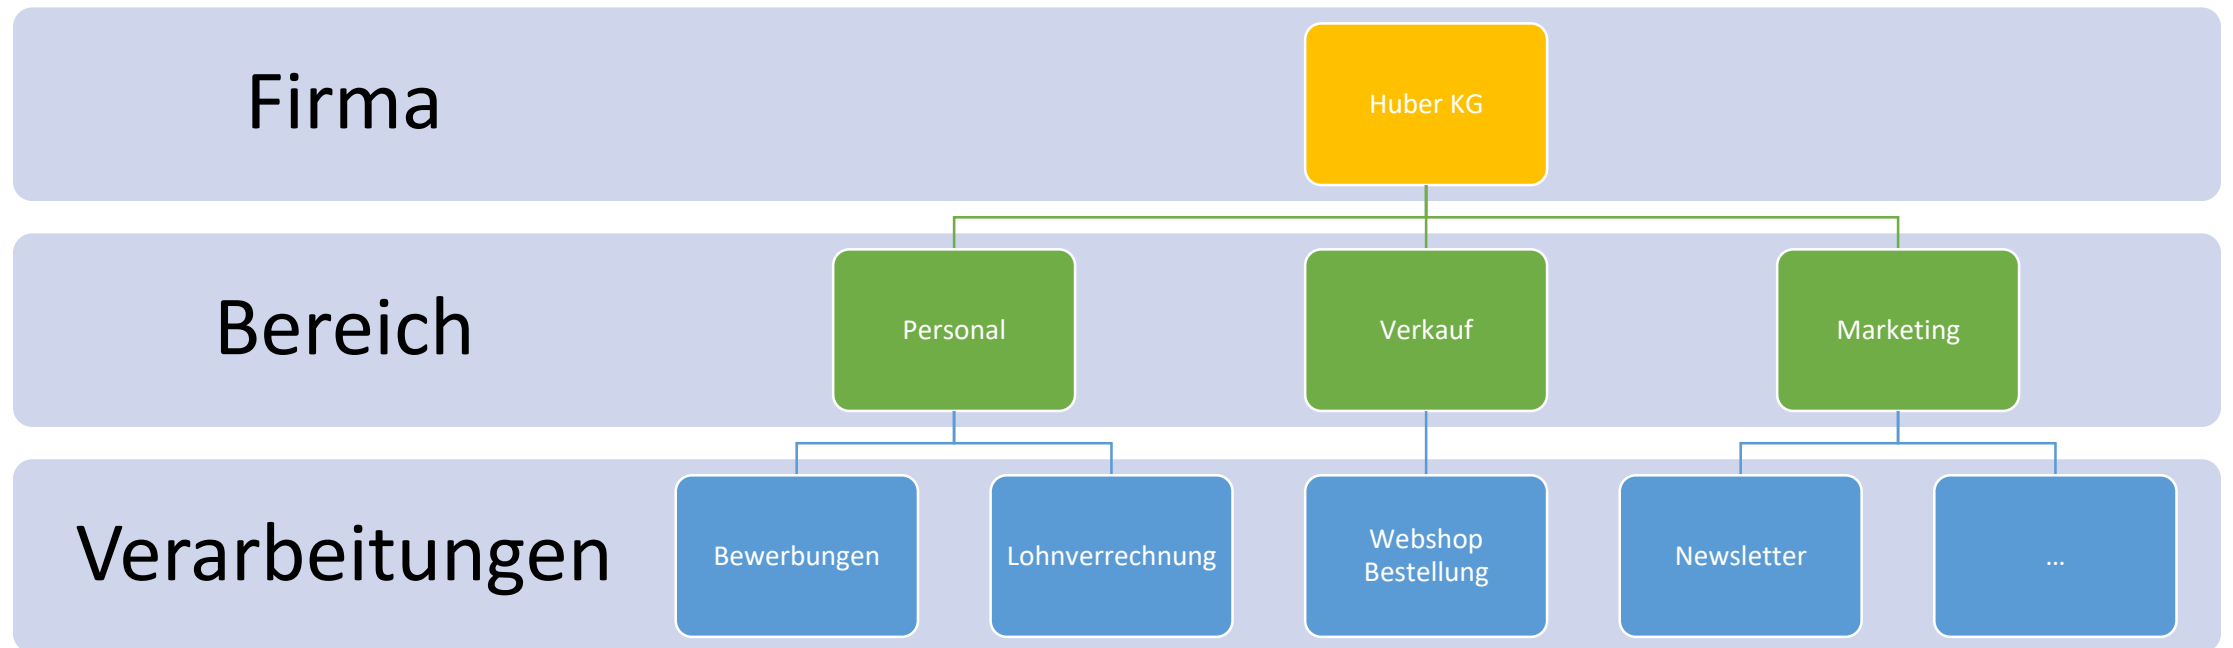 Firma
Huber KG
Bereich
Personal
Verkauf
Marketing
Verarbeitungen
Bewerbungen
Lohnverrechnung
Webshop
Bestellung
Newsletter
...